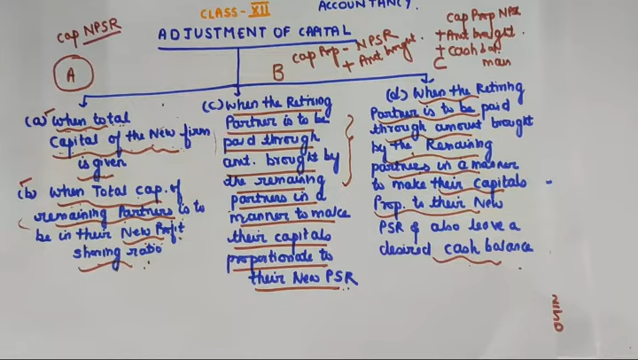 CLASS-XII
ACCOUNTANCY.
ADJUSTMENT OF CAPITAL
cap NPSR
A
B
cap Prop - NPSR
+ Amt brought.
cap Prop NPSR
+ Amt brought.
+ cash bal
C
(a) when total
Capital of the New firm
is given
(b) when Total cap. of
remaining Partners is to
be in their New Profit
sharing ratio
(c) When the Retiring
Partner is to be
paid through
amt. brought by
the remaining
partners in a
manner to make
their capitals
proportionate to
their New PSR
(d) When the Retiring
Partner is to be paid
through amount brought
by the Remaining
partners in a manner
to make their capitals
Prop. to their New
PSR & also leave a
desired cash balance